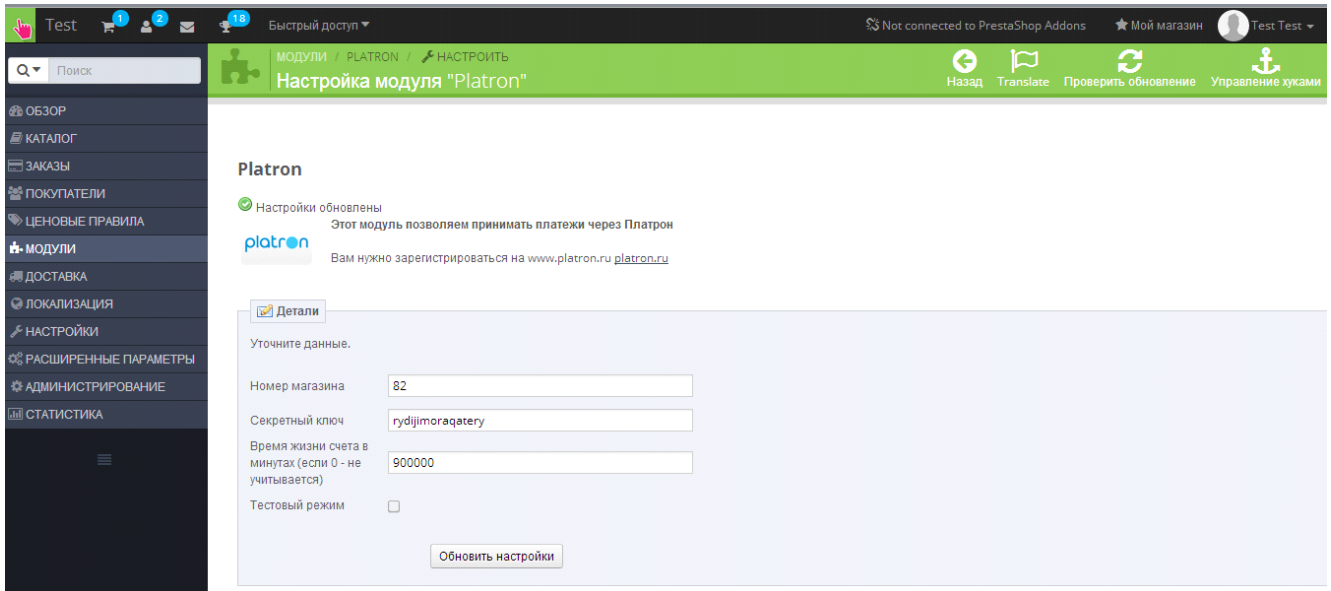 Test 1 2 18 Быстрый доступ Not connected to PrestaShop Addons Мой магазин Test Test
Поиск
МОДУЛИ / PLATRON / НАСТРОИТЬ
Настройка модуля "Platron"
Назад Translate Проверить обновление Управление хуками
ОБЗОР
КАТАЛОГ
ЗАКАЗЫ
ПОКУПАТЕЛИ
ЦЕНОВЫЕ ПРАВИЛА
МОДУЛИ
ДОСТАВКА
ЛОКАЛИЗАЦИЯ
НАСТРОЙКИ
РАСШИРЕННЫЕ ПАРАМЕТРЫ
АДМИНИСТРИРОВАНИЕ
СТАТИСТИКА
Platron
Настройки обновлены
Этот модуль позволяем принимать платежи через Платрон
platron
Вам нужно зарегистрироваться на www.platron.ru platron.ru
Детали
Уточните данные.
Номер магазина 82
Секретный ключ rydijimoraqatery
Время жизни счета в
минутах (если 0 - не 900000
учитывается)
Тестовый режим
Обновить настройки